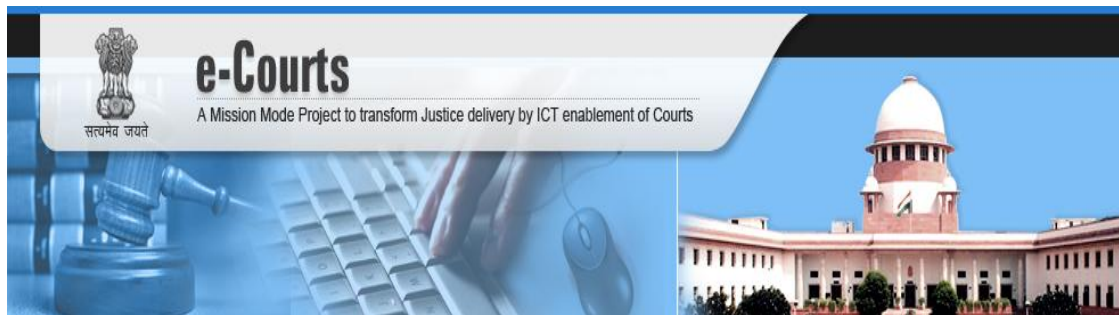 e-Courts
A Mission Mode Project to transform Justice delivery by ICT enablement of Courts
सत्यमेव जयते